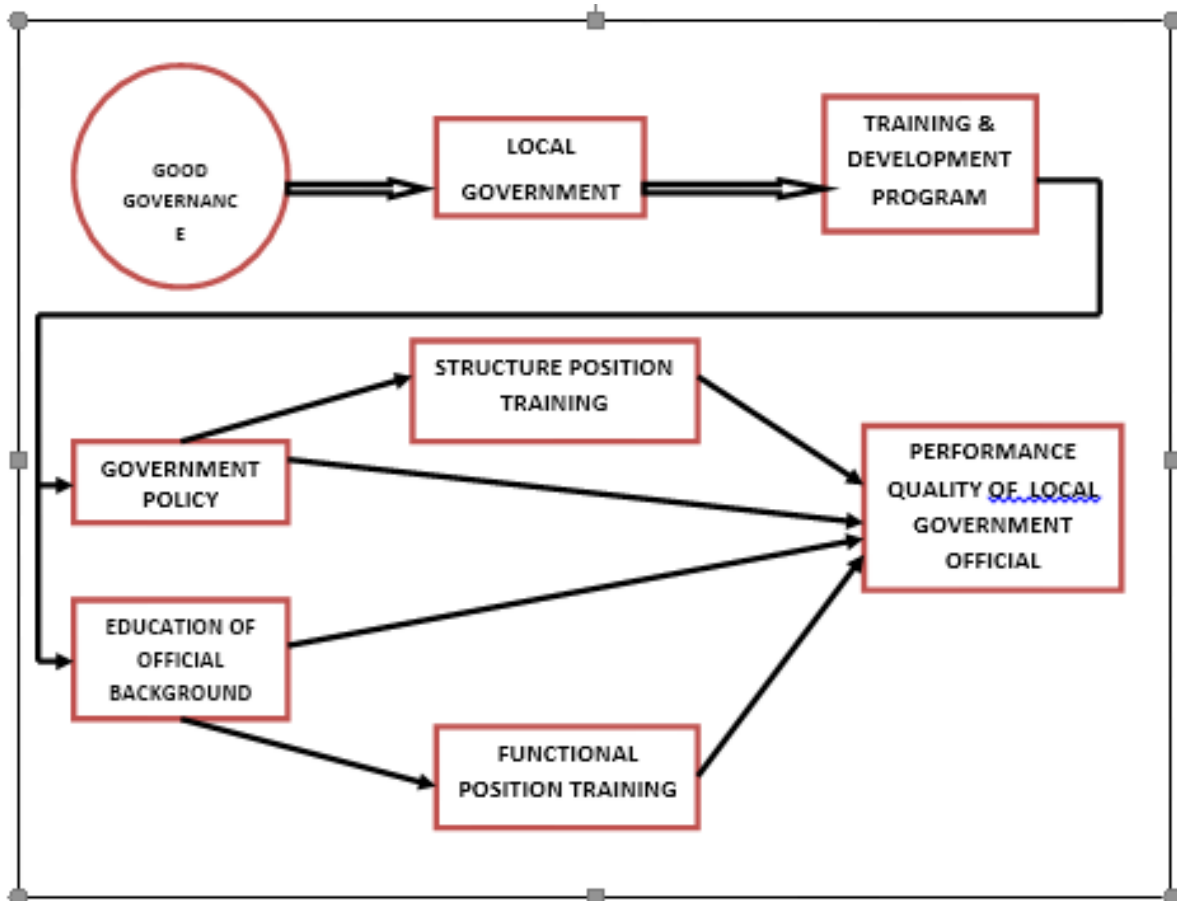 GOOD
GOVERNANC
E
LOCAL
GOVERNMENT
TRAINING &
DEVELOPMENT
PROGRAM
STRUCTURE POSITION
TRAINING
GOVERNMENT
POLICY
PERFORMANCE
QUALITY OF  LOCAL
GOVERNMENT
OFFICIAL
EDUCATION OF
OFFICIAL
BACKGROUND
FUNCTIONAL
POSITION TRAINING